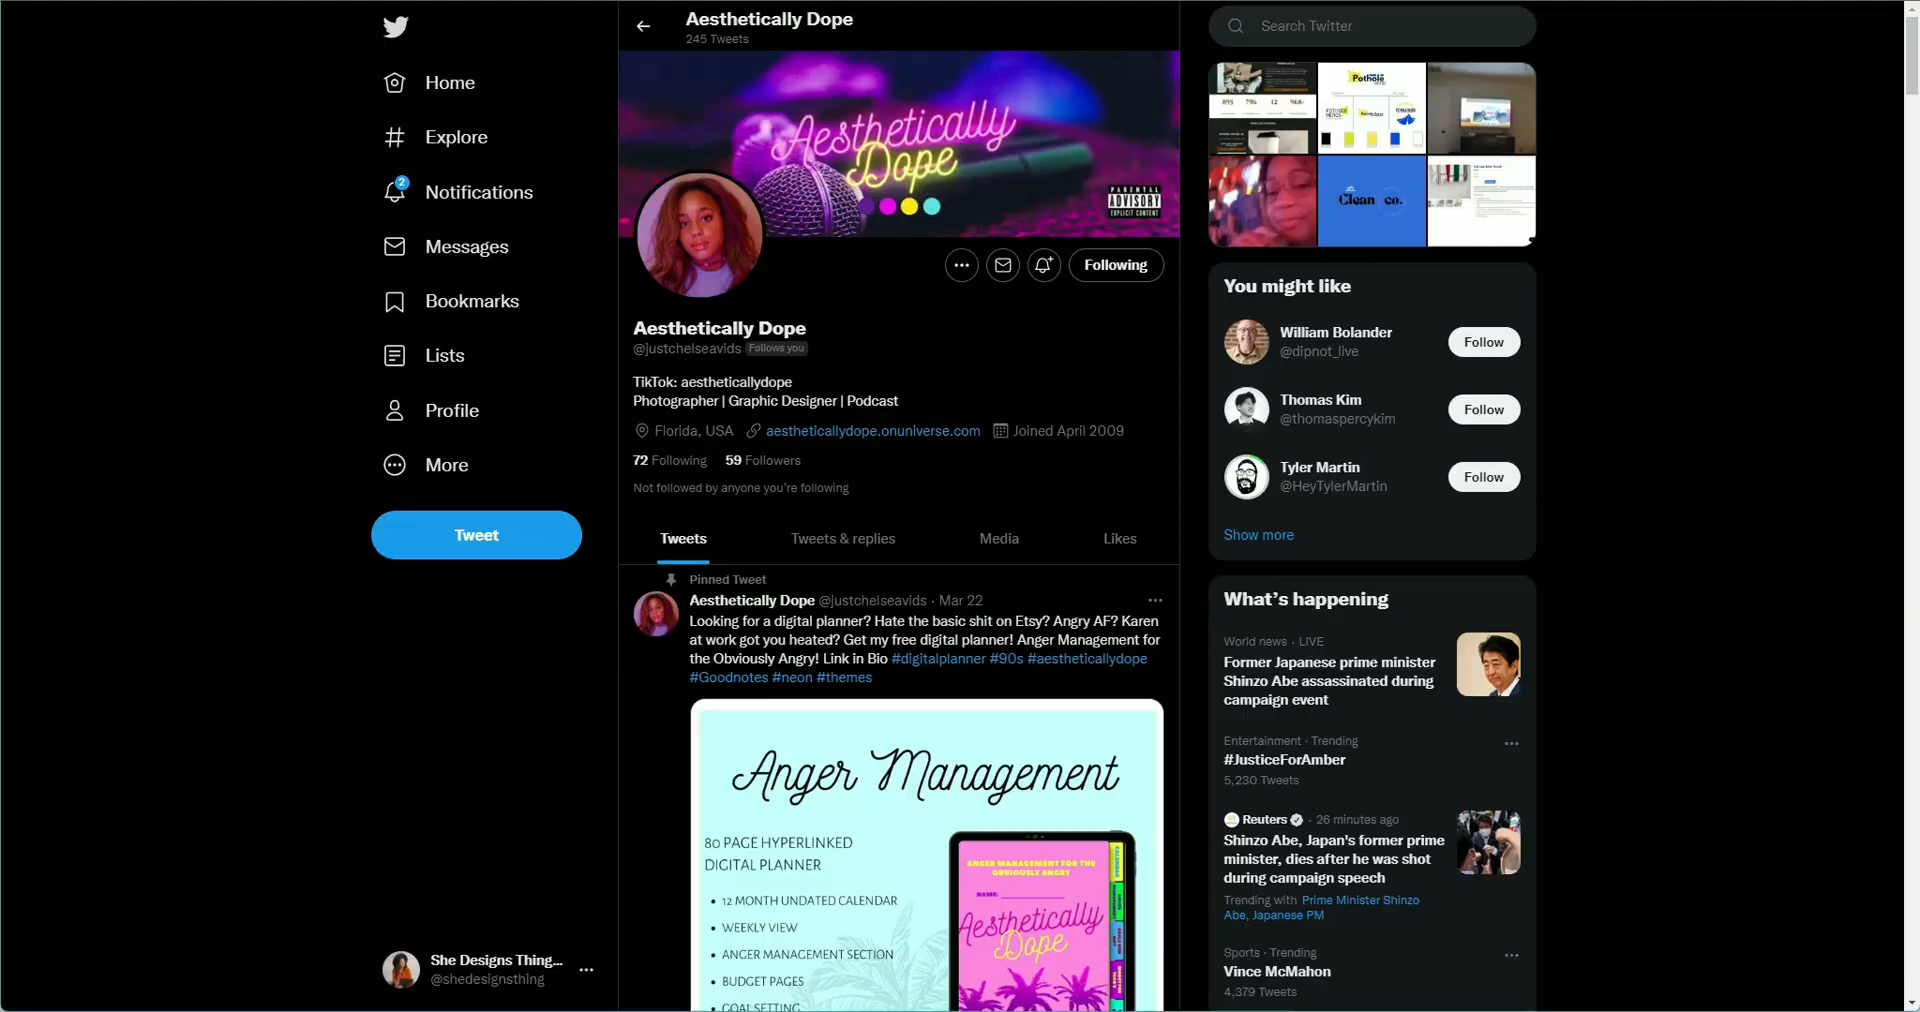 Home
Explore
2
Notifications
Messages
Bookmarks
Lists
Profile
More
Tweet
She Designs Thing...
@shedesignsthing
Aesthetically Dope
245 Tweets
Aesthetically
Dope
PARENTAL
ADVISORY
EXPLICIT CONTENT
Following
Aesthetically Dope
@justchelseavids Follows you
TikTok: aestheticallydope
Photographer | Graphic Designer | Podcast
Florida, USA aestheticallydope.onuniverse.com Joined April 2009
72 Following 59 Followers
Not followed by anyone you're following
Tweets Tweets & replies Media Likes
Pinned Tweet
Aesthetically Dope @justchelseavids · Mar 22
Looking for a digital planner? Hate the basic shit on Etsy? Angry AF? Karen
at work got you heated? Get my free digital planner! Anger Management for
the Obviously Angry! Link in Bio #digitalplanner #90s #aestheticallydope
#Goodnotes #neon #themes
Anger Management
80 PAGE HYPERLINKED
DIGITAL PLANNER
• 12 MONTH UNDATED CALENDAR
• WEEKLY VIEW
• ANGER MANAGEMENT SECTION
• BUDGET PAGES
• GOAL SETTING
ANGER MANAGEMENT FOR THE
OBVIOUSLY ANGRY
NAME:
Aesthetically
Dope
CALENDAR
Search Twitter
895 796 12 968+
Pothole
Clean co.
You might like
William Bolander
@dipnot_live
Follow
Thomas Kim
@thomaspercykim
Follow
Tyler Martin
@HeyTylerMartin
Follow
Show more
What's happening
World news · LIVE
Former Japanese prime minister
Shinzo Abe assassinated during
campaign event
Entertainment · Trending
#JusticeForAmber
5,230 Tweets
Reuters · 26 minutes ago
Shinzo Abe, Japan's former prime
minister, dies after he was shot
during campaign speech
Trending with Prime Minister Shinzo
Abe, Japanese PM
Sports · Trending
Vince McMahon
4,379 Tweets